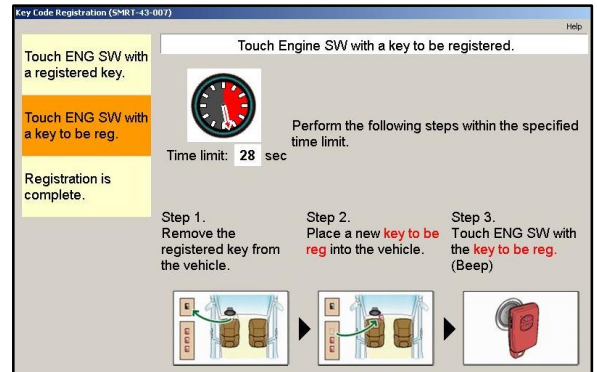 Key Code Registration (SMRT-43-007)
Help
Touch ENG SW with
a registered key.
Touch ENG SW with
a key to be reg.
Registration is
complete.
Touch Engine SW with a key to be registered.
Time limit: 28 sec
Perform the following steps within the specified
time limit.
Step 1.
Remove the
registered key from
the vehicle.
Step 2.
Place a new key to be
reg into the vehicle.
Step 3.
Touch ENG SW with
the key to be reg.
(Beep)